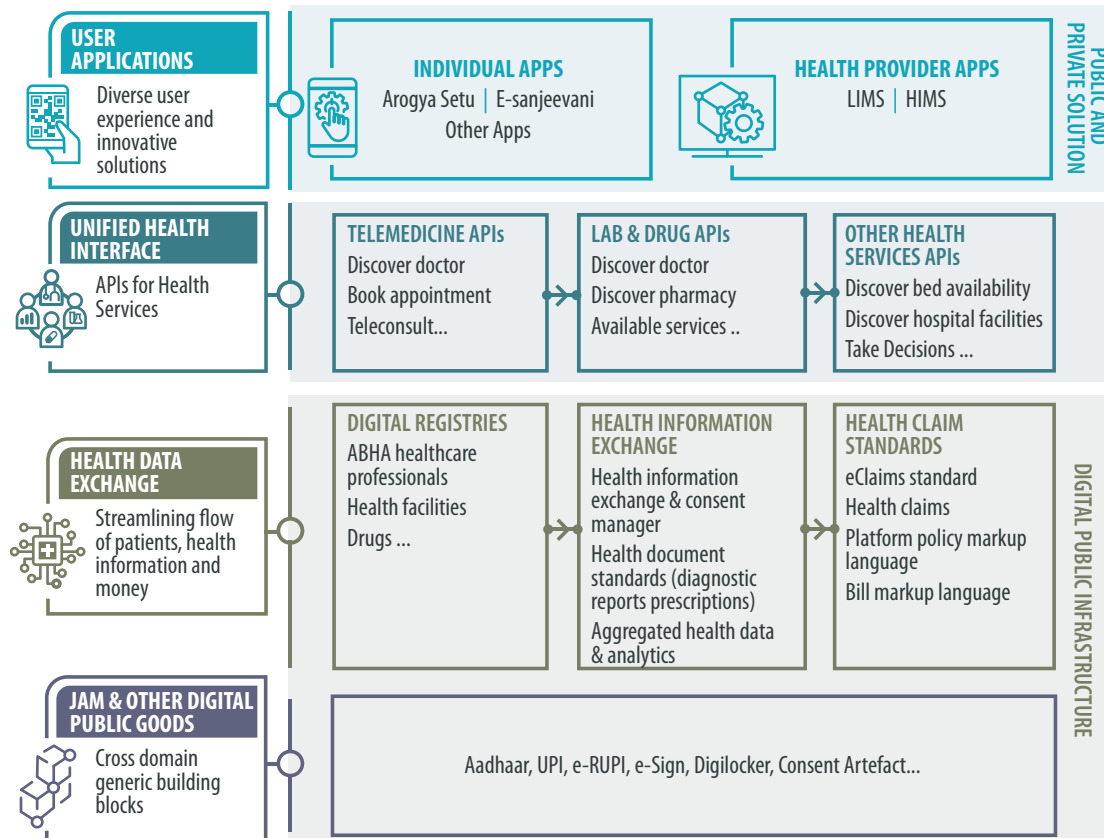 USER
APPLICATIONS
Diverse user
experience and
innovative
solutions
INDIVIDUAL APPS
Arogya Setu | E-sanjeevani
Other Apps
HEALTH PROVIDER APPS
LIMS | HIMS
PUBLIC AND
PRIVATE SOLUTION
UNIFIED HEALTH
INTERFACE
APIs for Health
Services
TELEMEDICINE APIs
Discover doctor
Book appointment
Teleconsult...
LAB & DRUG APIs
Discover doctor
Discover pharmacy
Available services ..
OTHER HEALTH
SERVICES APIs
Discover bed availability
Discover hospital facilities
Take Decisions ...
HEALTH DATA
EXCHANGE
Streamlining flow
of patients, health
information and
money
DIGITAL REGISTRIES
ABHA healthcare
professionals
Health facilities
Drugs ...
HEALTH INFORMATION
EXCHANGE
Health information
exchange & consent
manager
Health document
standards (diagnostic
reports prescriptions)
Aggregated health data
& analytics
HEALTH CLAIM
STANDARDS
eClaims standard
Health claims
Platform policy markup
language
Bill markup language
DIGITAL PUBLIC INFRASTRUCTURE
JAM & OTHER DIGITAL
PUBLIC GOODS
Cross domain
generic building
blocks
Aadhaar, UPI, e-RUPI, e-Sign, Digilocker, Consent Artefact...